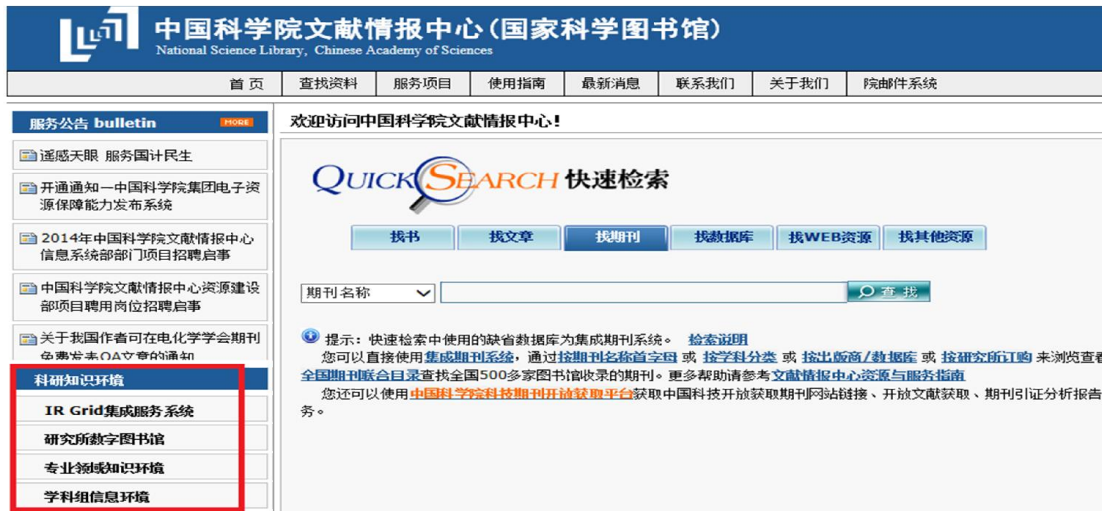 中国科学院文献情报中心(国家科学图书馆)
National Science Library, Chinese Academy of Sciences
首页 查找资料 服务项目 使用指南 最新消息 联系我们 关于我们 院邮件系统
服务公告 bulletin MORE
遥感天眼 服务国计民生
开通通知—中国科学院集团电子资
源保障能力发布系统
2014年中国科学院文献情报中心
信息系统部部门项目招聘启事
中国科学院文献情报中心资源建设
部项目聘用岗位招聘启事
关于我国作者可在电化学学会期刊
免费发表OA文章的通知
科研知识环境
IR Grid集成服务系统
研究所数字图书馆
专业领域知识环境
学科组信息环境
欢迎访问中国科学院文献情报中心!
QUICK SEARCH 快速检索
找书 找文章 找期刊 找数据库 找WEB资源 找其他资源
期刊名称 查找
提示：快速检索中使用的缺省数据库为集成期刊系统。 检索说明
您可以直接使用集成期刊系统，通过按期刊名称首字母 或 按学科分类 或 按出版商/数据库 或 按研究所订购 来浏览查看
全国期刊联合目录查找全国500多家图书馆收录的期刊。更多帮助请参考文献情报中心资源与服务指南
您还可以使用中国科学院科技期刊开放获取平台获取中国科技开放获取期刊网站链接、开放文献获取、期刊引证分析报告
务。